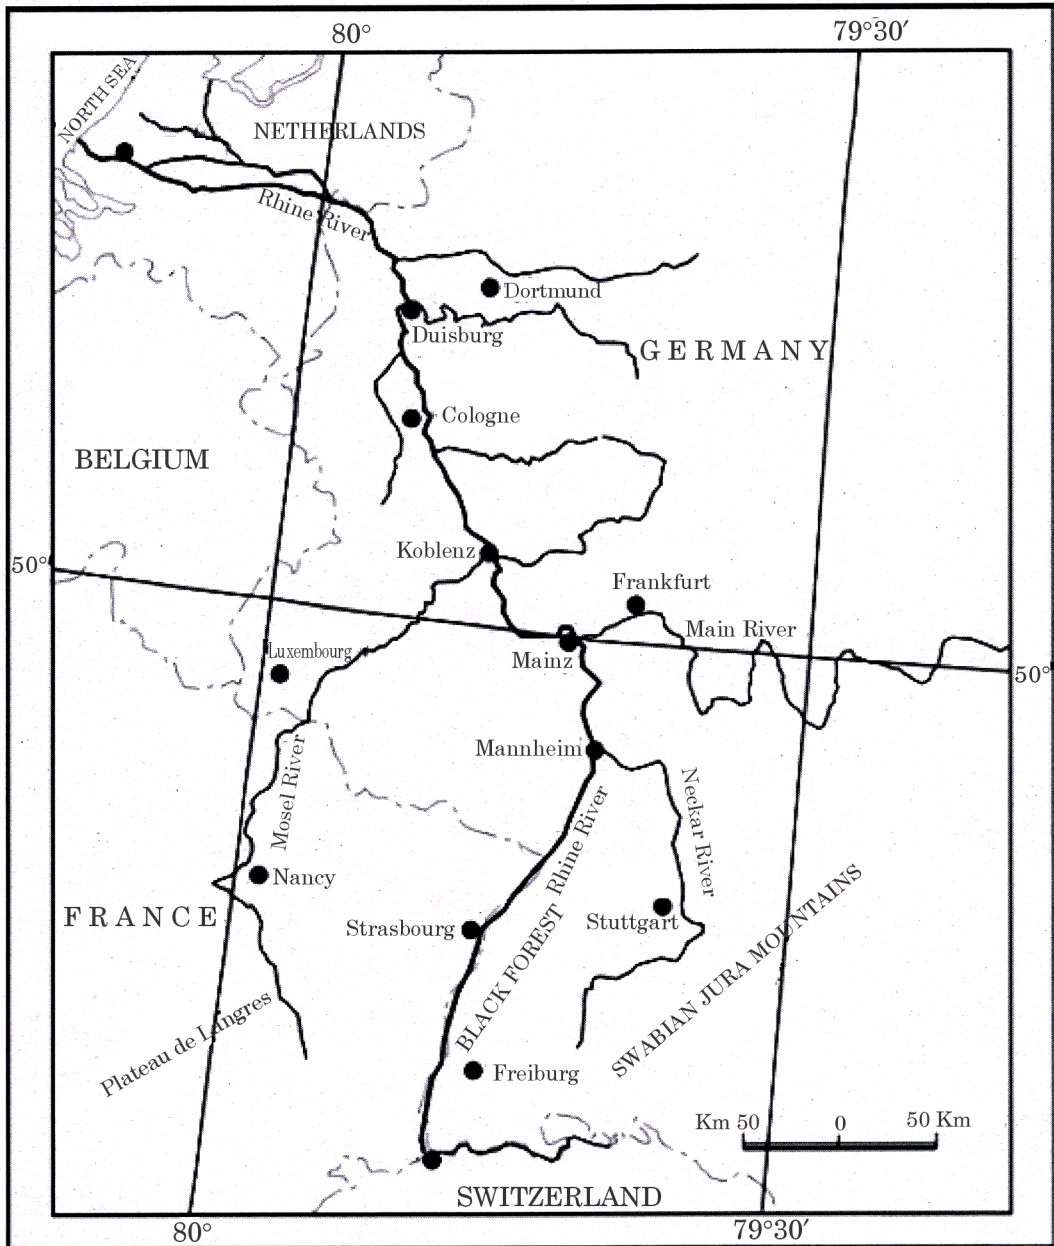 80°
79°30′
NORTH SEA
NETHERLANDS
Rhine River
Dortmund
Duisburg
GERMANY
Cologne
BELGIUM
Koblenz
50°
Frankfurt
Main River
Luxembourg
Mainz
50°
Mannheim
Mosel River
Neckar River
Rhine River
Nancy
FRANCE
Strasbourg
Stuttgart
BLACK FOREST
SWABIAN JURA MOUNTAINS
Plateau de Langres
Freiburg
Km 50 0 50 Km
SWITZERLAND
80°
79°30′